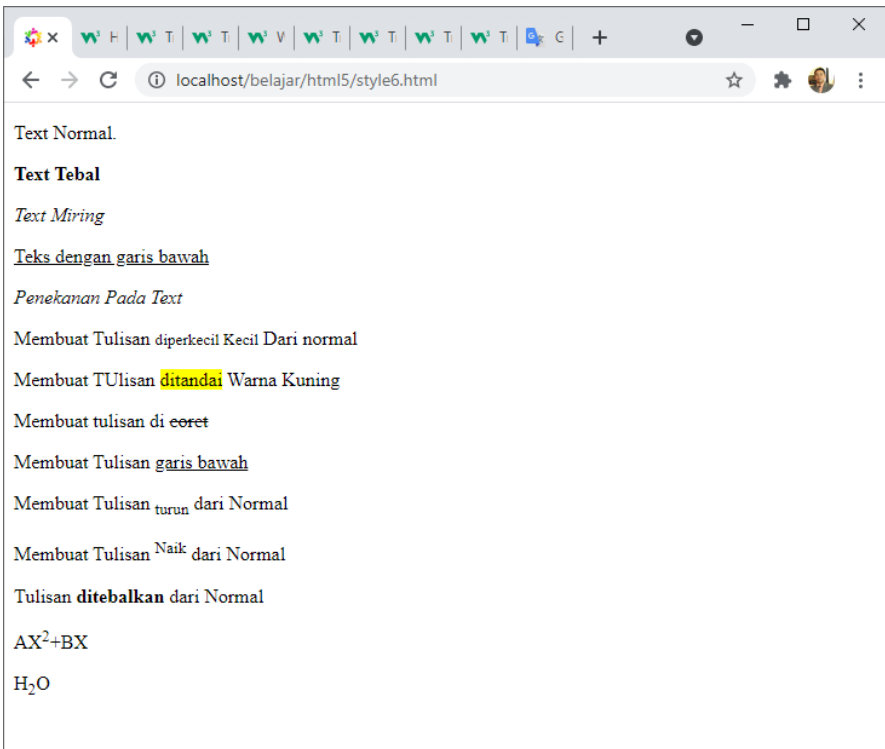 H T T W T T T T G
localhost/belajar/html5/style6.html
Text Normal.
Text Tebal
Text Miring
Teks dengan garis bawah
Penekanan Pada Text
Membuat Tulisan diperkecil Kecil Dari normal
Membuat TUlisan ditandai Warna Kuning
Membuat tulisan di coret
Membuat Tulisan garis bawah
Membuat Tulisan turun dari Normal
Membuat Tulisan Naik dari Normal
Tulisan ditebalkan dari Normal
AX²+BX
H₂O